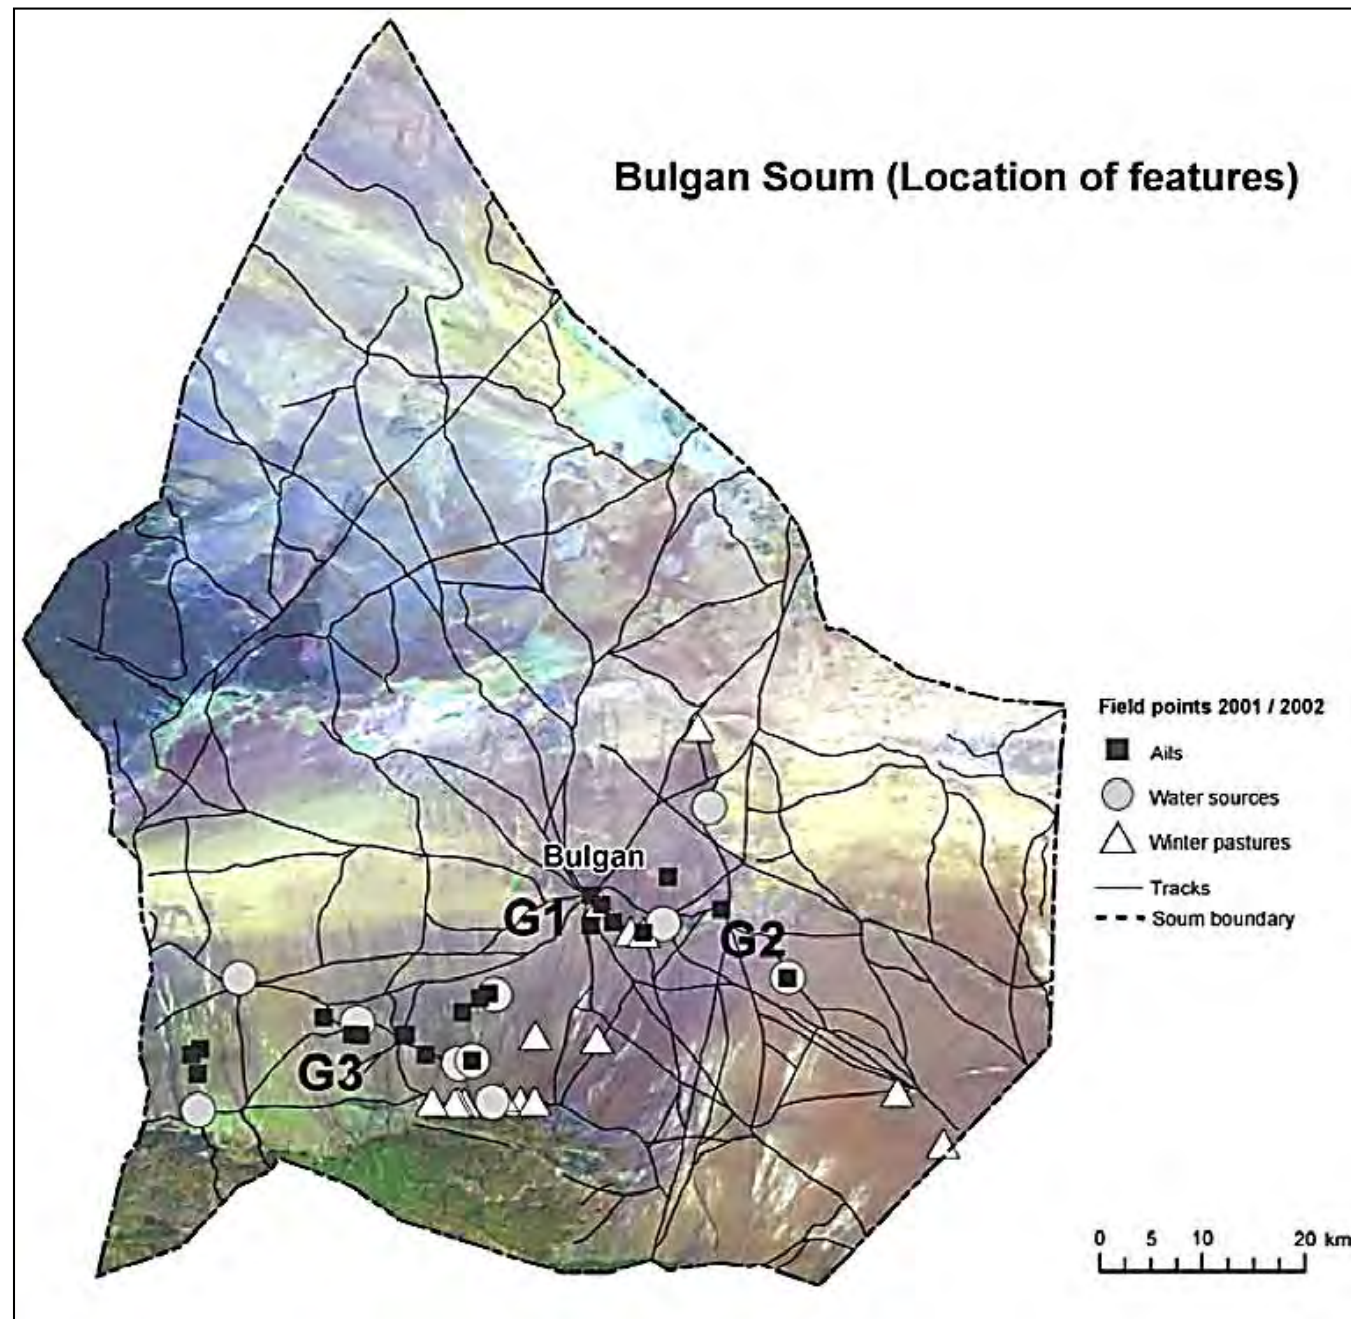 Bulgan Soum (Location of features)
Field points 2001 / 2002
Ails
Water sources
Winter pastures
Tracks
Soum boundary
Bulgan
G1
G2
G3
0 5 10 20 km